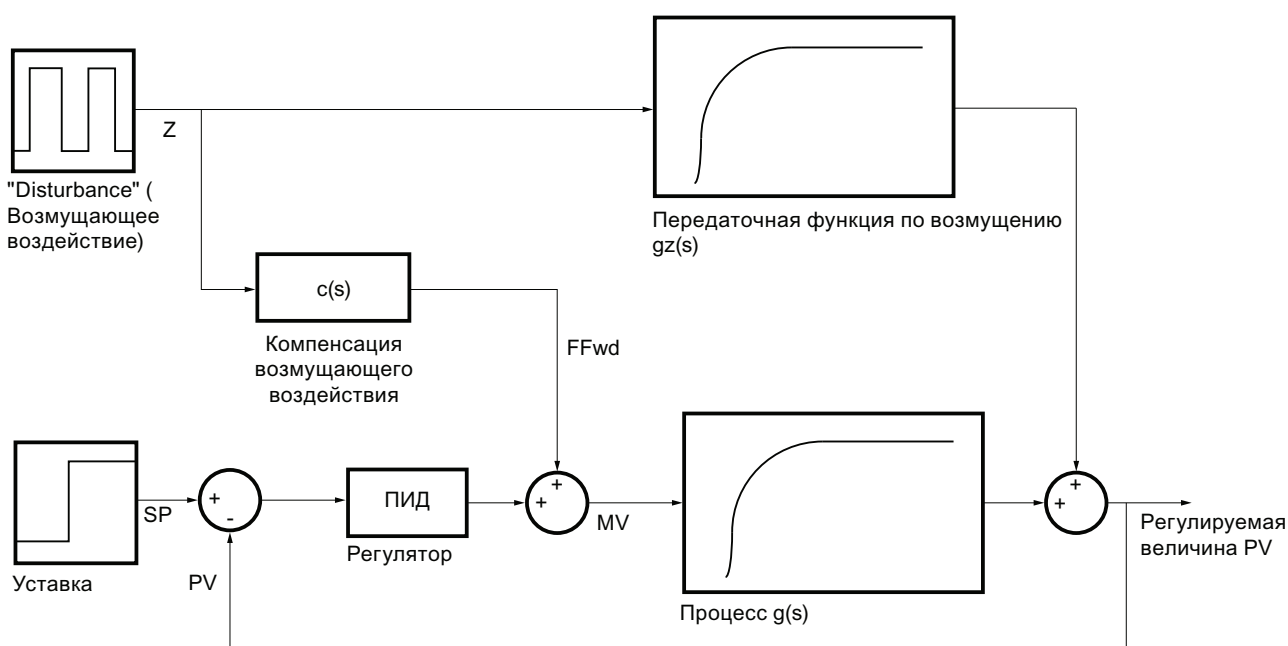 Z
"Disturbance" (
Возмущающее
воздействие)
Передаточная функция по возмущению
gz(s)
c(s)
Компенсация
возмущающего
воздействия
FFwd
+
+
SP
+
-
ПИД
Регулятор
+
+
MV
Регулируемая
величина PV
Уставка
PV
Процесс g(s)